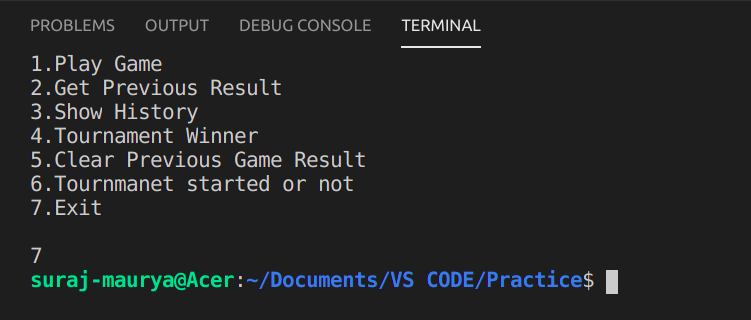 PROBLEMS OUTPUT DEBUG CONSOLE TERMINAL
1.Play Game
2.Get Previous Result
3.Show History
4.Tournament Winner
5.Clear Previous Game Result
6.Tournmanet started or not
7.Exit
7
suraj-maurya@Acer:~/Documents/VS CODE/Practice$